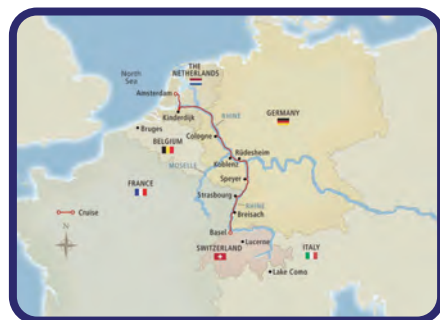 North
Sea
THE
NETHERLANDS
Amsterdam
Kinderdijk
RHINE
GERMANY
Bruges
Cologne
BELGIUM
Koblenz
Rüdesheim
MOSELLE
Speyer
FRANCE
Strasbourg
RHINE
Cruise
Breisach
Basel
Lucerne
SWITZERLAND
ITALY
Lake Como